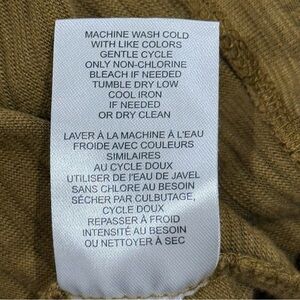 MACHINE WASH COLD
WITH LIKE COLORS
GENTLE CYCLE
ONLY NON-CHLORINE
BLEACH IF NEEDED
TUMBLE DRY LOW
COOL IRON
IF NEEDED
OR DRY CLEAN
LAVER À LA MACHINE À L'EAU
FROIDE AVEC COULEURS
SIMILAIRES
AU CYCLE DOUX
UTILISER DE l'EAU DE JAVEL
SANS CHLORE AU BESOIN
SÉCHER PAR CULBUTAGE,
CYCLE DOUX
REPASSER À FROID
INTENSITÉ AU BESOIN
OU NETTOYER À SEC